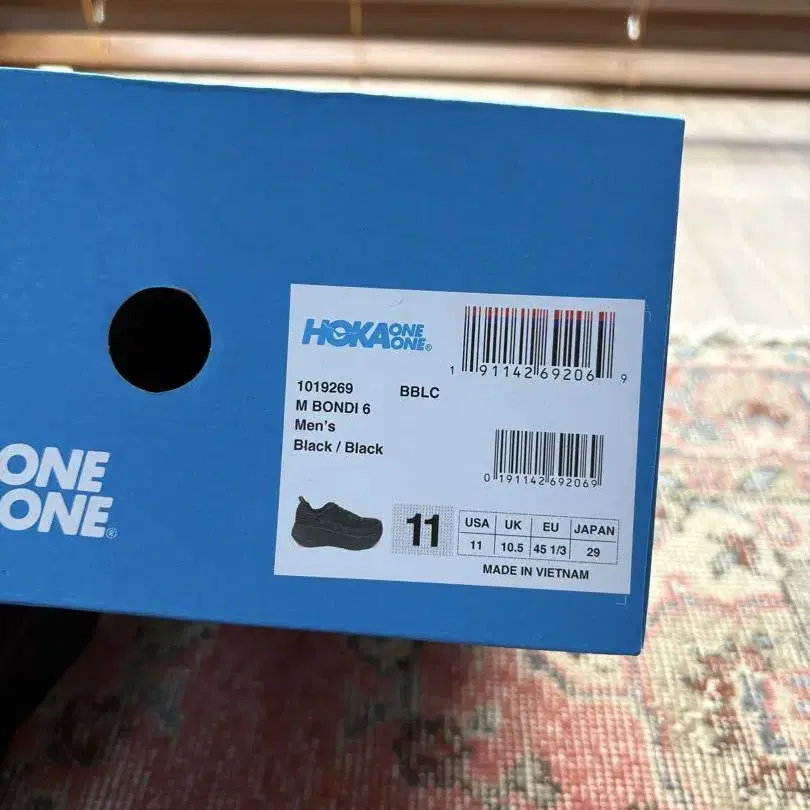 ONE
ONE®
HOKA ONE ONE®
1 91142 69206 9
1019269 BBLC
M BONDI 6
Men's
Black / Black
0 191142 692069
11
USA UK EU JAPAN
11 10.5 45 1/3 29
MADE IN VIETNAM